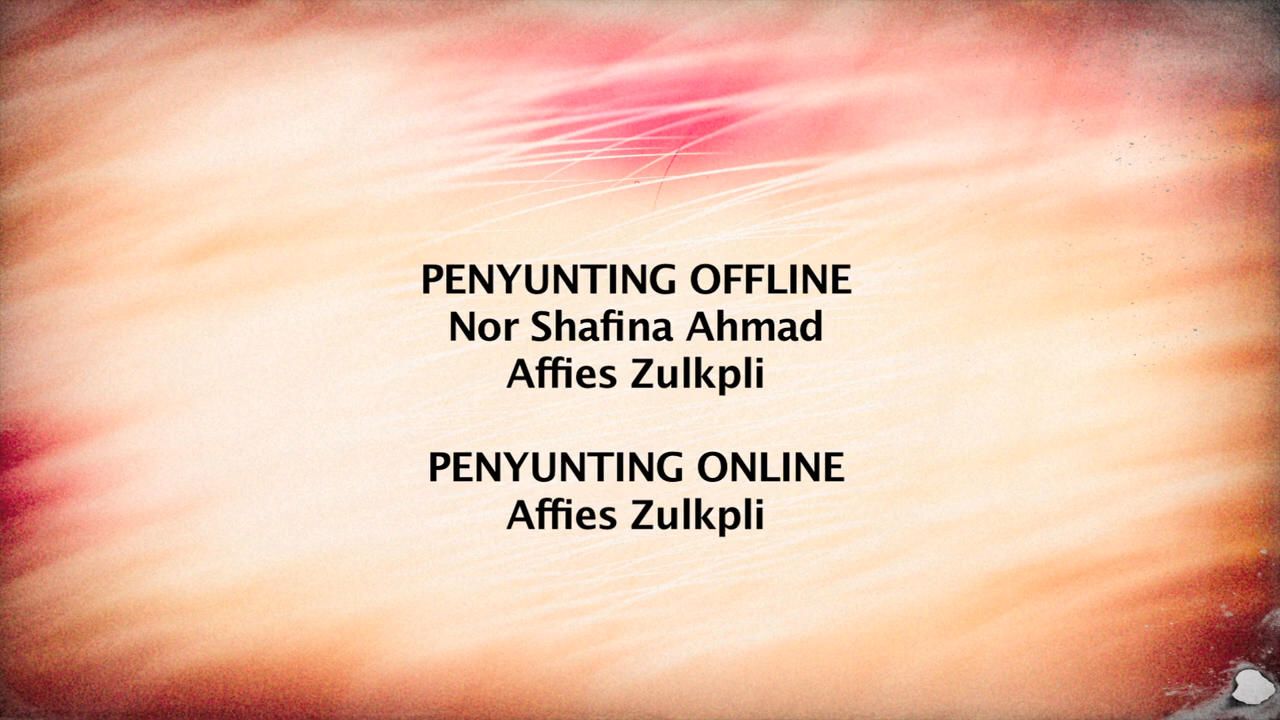 PENYUNTING OFFLINE
Nor Shafina Ahmad
Affies Zulkpli
PENYUNTING ONLINE
Affies Zulkpli